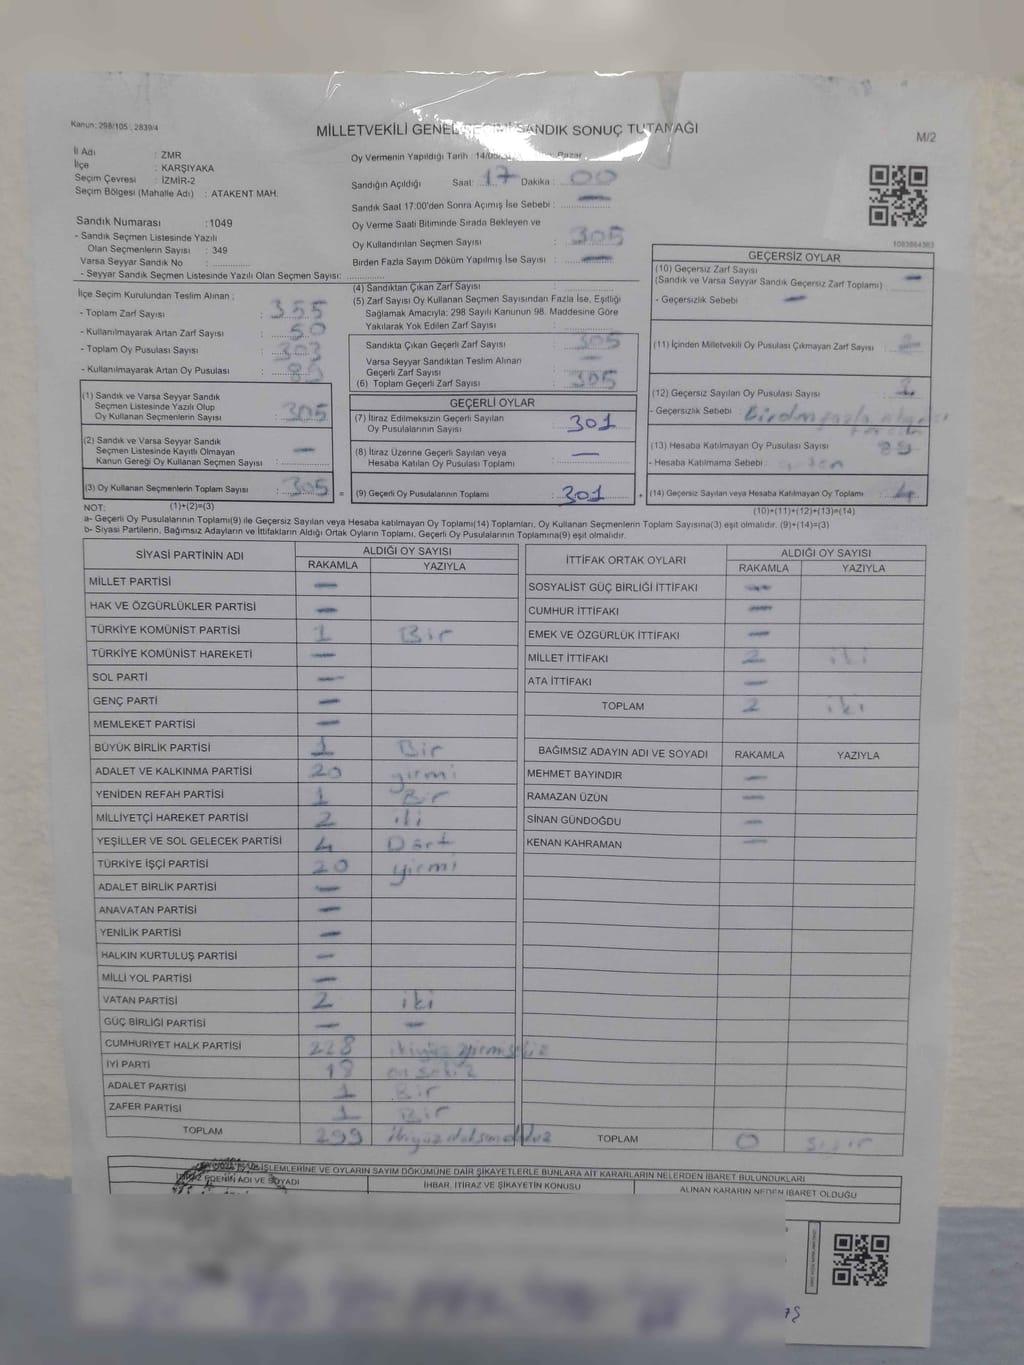 Kanun: 298/105, 2839/4
MİLLETVEKİLİ GENEL SEÇİMİ SANDIK SONUÇ TUTANAĞI
M/2
İl Adı : ZMR
İlçe : KARŞIYAKA
Seçim Çevresi : İZMİR-2
Seçim Bölgesi (Mahalle Adı) : ATAKENT MAH.
Sandık Numarası :1049
- Sandık Seçmen Listesinde Yazılı
Olan Seçmenlerin Sayısı : 349
Varsa Seyyar Sandık No :
- Seyyar Sandık Seçmen Listesinde Yazılı Olan Seçmen Sayısı:
Oy Vermenin Yapıldığı Tarih : 14/05/ Pazar
Sandığın Açıldığı Saat: 17 Dakika : 00
Sandık Saat 17:00'den Sonra Açımış İse Sebebi : —
Oy Verme Saati Bitiminde Sırada Bekleyen ve
Oy Kullandırılan Seçmen Sayısı : 305
Birden Fazla Sayım Döküm Yapılmış İse Sayısı : —
1083864363
İlçe Seçim Kurulundan Teslim Alınan :
- Toplam Zarf Sayısı : 355
- Kullanılmayarak Artan Zarf Sayısı : 50
- Toplam Oy Pusulası Sayısı :
- Kullanılmayarak Artan Oy Pusulası :
(1) Sandık ve Varsa Seyyar Sandık
Seçmen Listesinde Yazılı Olup
Oy Kullanan Seçmenlerin Sayısı : 305
(2) Sandık ve Varsa Seyyar Sandık
Seçmen Listesinde Kayıtlı Olmayan
Kanun Gereği Oy Kullanan Seçmen Sayısı : —
(3) Oy Kullanan Seçmenlerin Toplam Sayısı : 305
(1)+(2)=(3)
(4) Sandıktan Çıkan Zarf Sayısı :
(5) Zarf Sayısı Oy Kullanan Seçmen Sayısından Fazla İse, Eşitliği
Sağlamak Amacıyla; 298 Sayılı Kanunun 98. Maddesine Göre
Yakılarak Yok Edilen Zarf Sayısı :
Sandıkta Çıkan Geçerli Zarf Sayısı : 305
Varsa Seyyar Sandıktan Teslim Alınan
Geçerli Zarf Sayısı : —
(6) Toplam Geçerli Zarf Sayısı : 305
GEÇERLİ OYLAR
(7) İtiraz Edilmeksizin Geçerli Sayılan
Oy Pusulalarının Sayısı : 301
(8) İtiraz Üzerine Geçerli Sayılan veya
Hesaba Katılan Oy Pusulası Toplamı : —
= (9) Geçerli Oy Pusulalarının Toplamı : 301 +
GEÇERSİZ OYLAR
(10) Geçersiz Zarf Sayısı
(Sandık ve Varsa Seyyar Sandık Geçersiz Zarf Toplamı) : —
- Geçersizlik Sebebi : —
(11) İçinden Milletvekili Oy Pusulası Çıkmayan Zarf Sayısı :
(12) Geçersiz Sayılan Oy Pusulası Sayısı :
- Geçersizlik Sebebi : Birden fazla
(13) Hesaba Katılmayan Oy Pusulası Sayısı
- Hesaba Katılmama Sebebi :
(14) Geçersiz Sayılan veya Hesaba Katılmayan Oy Toplamı : 4
(10)+(11)+(12)+(13)=(14)
NOT:
a- Geçerli Oy Pusulalarının Toplamı(9) ile Geçersiz Sayılan veya Hesaba katılmayan Oy Toplamı(14) Toplamları, Oy Kullanan Seçmenlerin Toplam Sayısına(3) eşit olmalıdır. (9)+(14)=(3)
b- Siyasi Partilerin, Bağımsız Adayların ve İttifakların Aldığı Ortak Oyların Toplamı, Geçerli Oy Pusulalarının Toplamına(9) eşit olmalıdır.
SİYASİ PARTİNİN ADI ALDIĞI OY SAYISI
RAKAMLA YAZIYLA
MİLLET PARTİSİ —
HAK VE ÖZGÜRLÜKLER PARTİSİ —
TÜRKİYE KOMÜNİST PARTİSİ 1 Bir
TÜRKİYE KOMÜNİST HAREKETİ —
SOL PARTİ —
GENÇ PARTİ —
MEMLEKET PARTİSİ —
BÜYÜK BİRLİK PARTİSİ 1 Bir
ADALET VE KALKINMA PARTİSİ 20 yirmi
YENİDEN REFAH PARTİSİ 1 Bir
MİLLİYETÇİ HAREKET PARTİSİ 2 iki
YEŞİLLER VE SOL GELECEK PARTİSİ 4 Dört
TÜRKİYE İŞÇİ PARTİSİ 20 yirmi
ADALET BİRLİK PARTİSİ —
ANAVATAN PARTİSİ —
YENİLİK PARTİSİ —
HALKIN KURTULUŞ PARTİSİ —
MİLLİ YOL PARTİSİ —
VATAN PARTİSİ 2 iki
GÜÇ BİRLİĞİ PARTİSİ — —
CUMHURİYET HALK PARTİSİ 228 ikiyüz yirmisekiz
İYİ PARTİ 18 on sekiz
ADALET PARTİSİ 1 Bir
ZAFER PARTİSİ 1 Bir
TOPLAM 299 ikiyüz doksandokuz
İTTİFAK ORTAK OYLARI ALDIĞI OY SAYISI
RAKAMLA YAZIYLA
SOSYALİST GÜÇ BİRLİĞİ İTTİFAKI —
CUMHUR İTTİFAKI —
EMEK VE ÖZGÜRLÜK İTTİFAKI —
MİLLET İTTİFAKI 2 iki
ATA İTTİFAKI —
TOPLAM 2 iki
BAĞIMSIZ ADAYIN ADI VE SOYADI RAKAMLA YAZIYLA
MEHMET BAYINDIR —
RAMAZAN ÜZÜN —
SİNAN GÜNDOĞDU —
KENAN KAHRAMAN —
TOPLAM 0 sıfır
İŞLEMLERİNE VE OYLARIN SAYIM DÖKÜMÜNE DAİR ŞİKAYETLERLE BUNLARA AİT KARARLARIN NELERDEN İBARET BULUNDUKLARI
İTİRAZ EDENİN ADI VE SOYADI
İHBAR, İTİRAZ VE ŞİKAYETİN KONUSU
ALINAN KARARIN NEDEN İBARET OLDUĞU